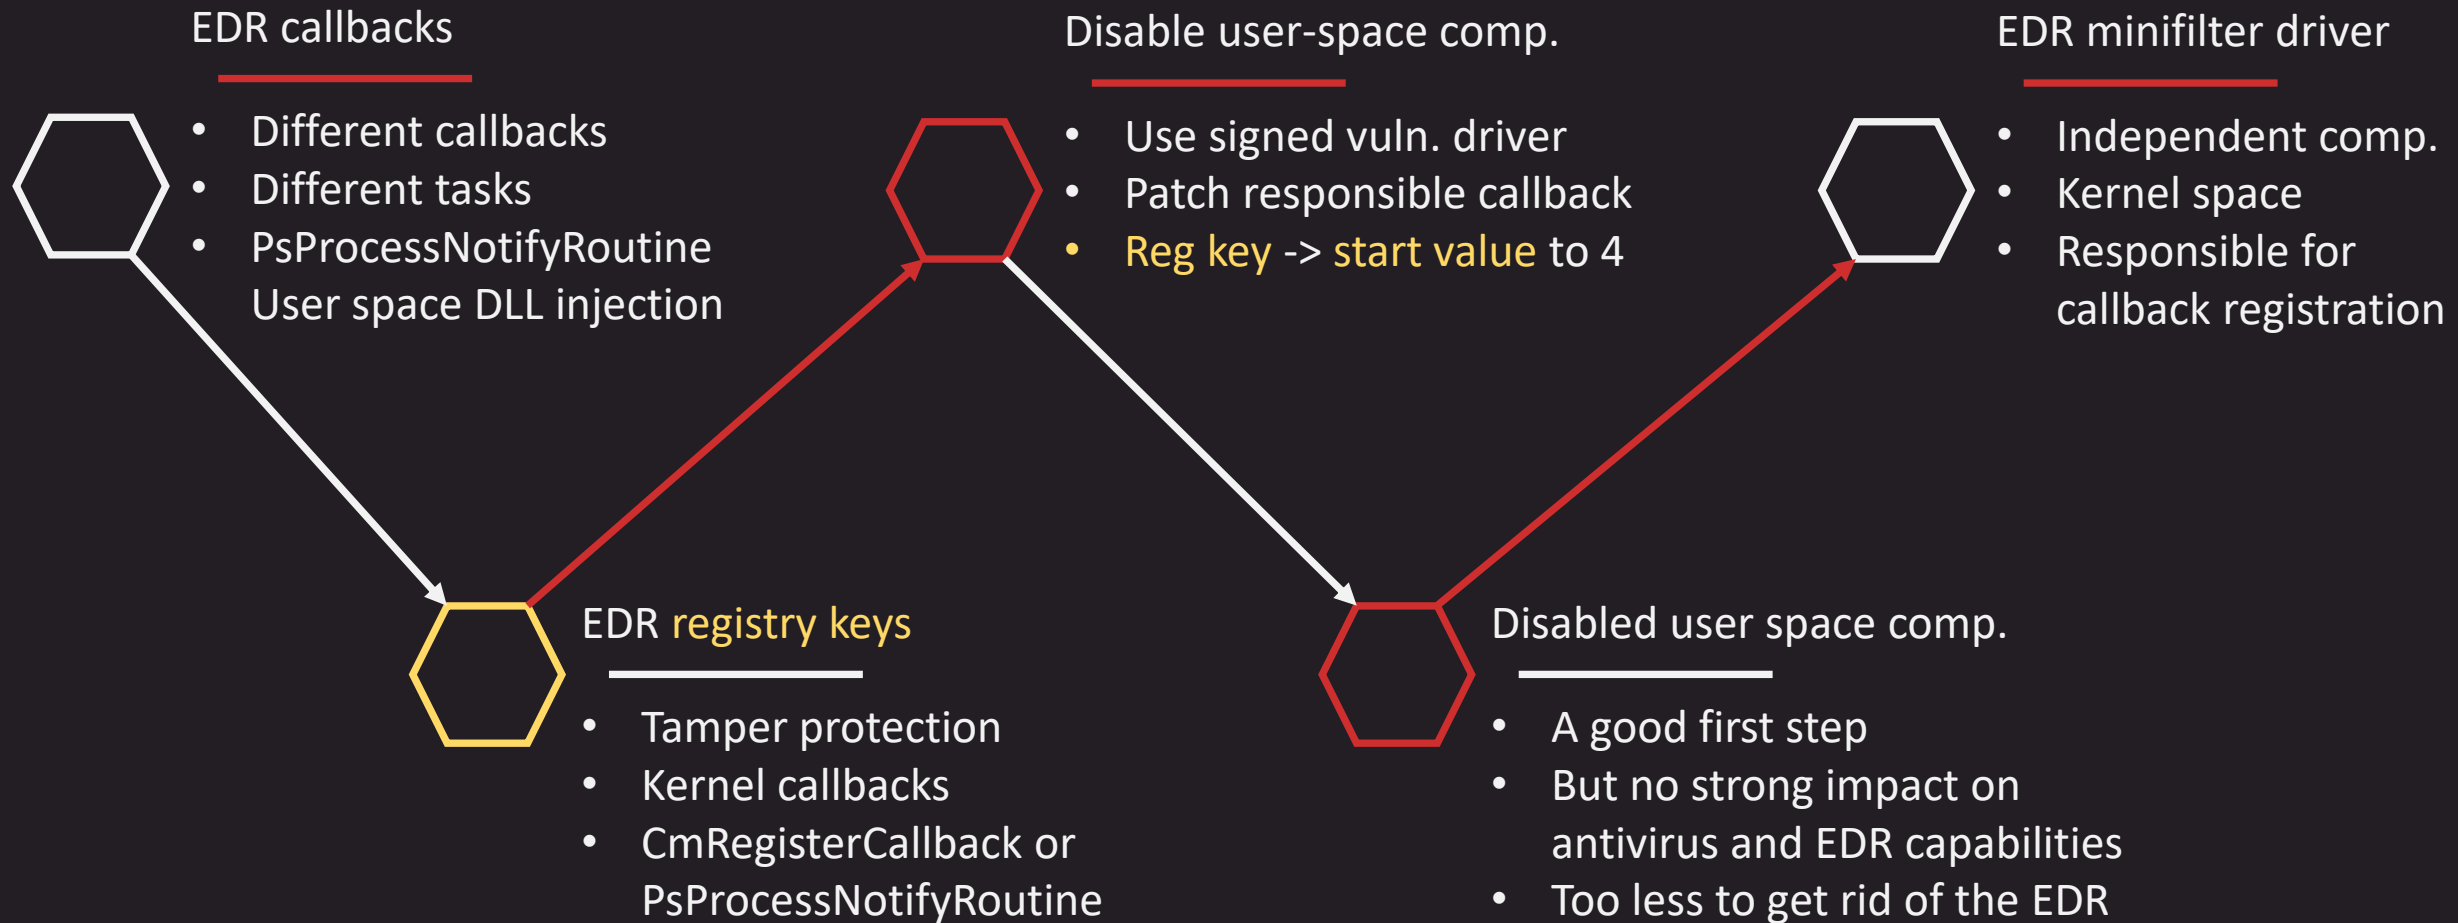 EDR callbacks
• Different callbacks
• Different tasks
• PsProcessNotifyRoutine
User space DLL injection
EDR registry keys
• Tamper protection
• Kernel callbacks
• CmRegisterCallback or
PsProcessNotifyRoutine
Disable user-space comp.
• Use signed vuln. driver
• Patch responsible callback
• Reg key -> start value to 4
Disabled user space comp.
• A good first step
• But no strong impact on
antivirus and EDR capabilities
• Too less to get rid of the EDR
EDR minifilter driver
• Independent comp.
• Kernel space
• Responsible for
callback registration